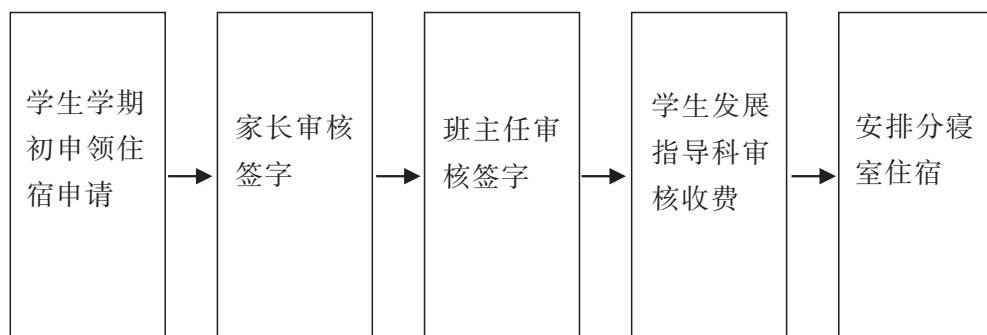 学生学期
初申领住
宿申请
家长审核
签字
班主任审
核签字
学生发展
指导科审
核收费
安排分寝
室住宿